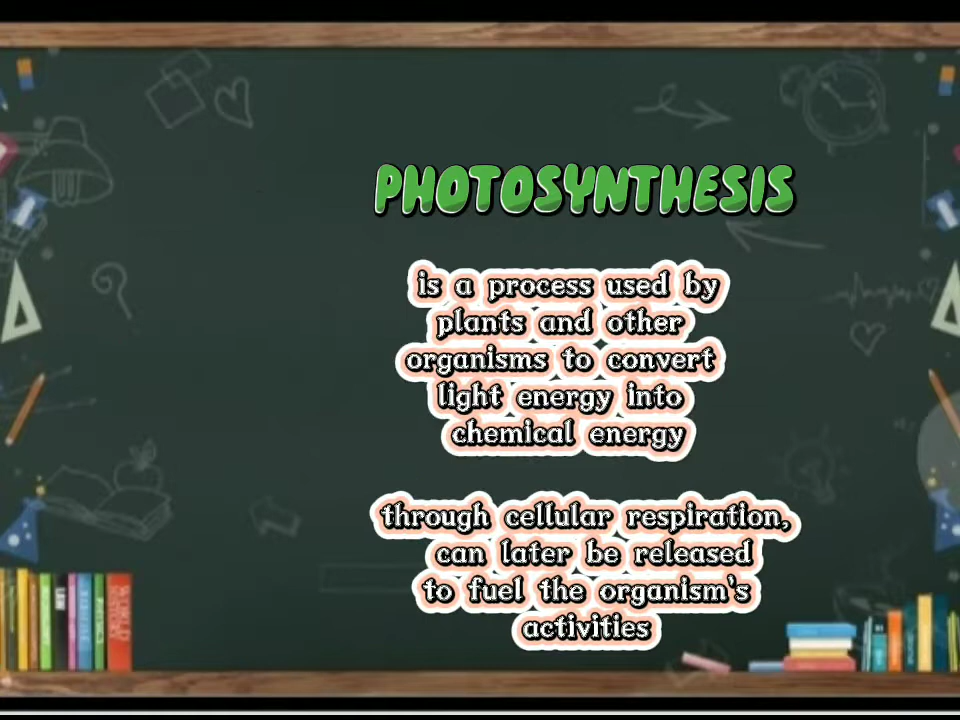 PHOTOSYNTHESIS
is a process used by
plants and other
organisms to convert
light energy into
chemical energy
through cellular respiration,
can later be released
to fuel the organism's
activities